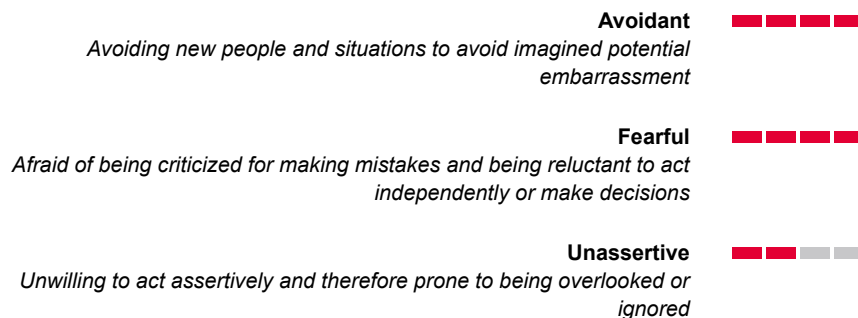 Avoidant
Avoiding new people and situations to avoid imagined potential
embarrassment
Fearful
Afraid of being criticized for making mistakes and being reluctant to act
independently or make decisions
Unassertive
Unwilling to act assertively and therefore prone to being overlooked or
ignored